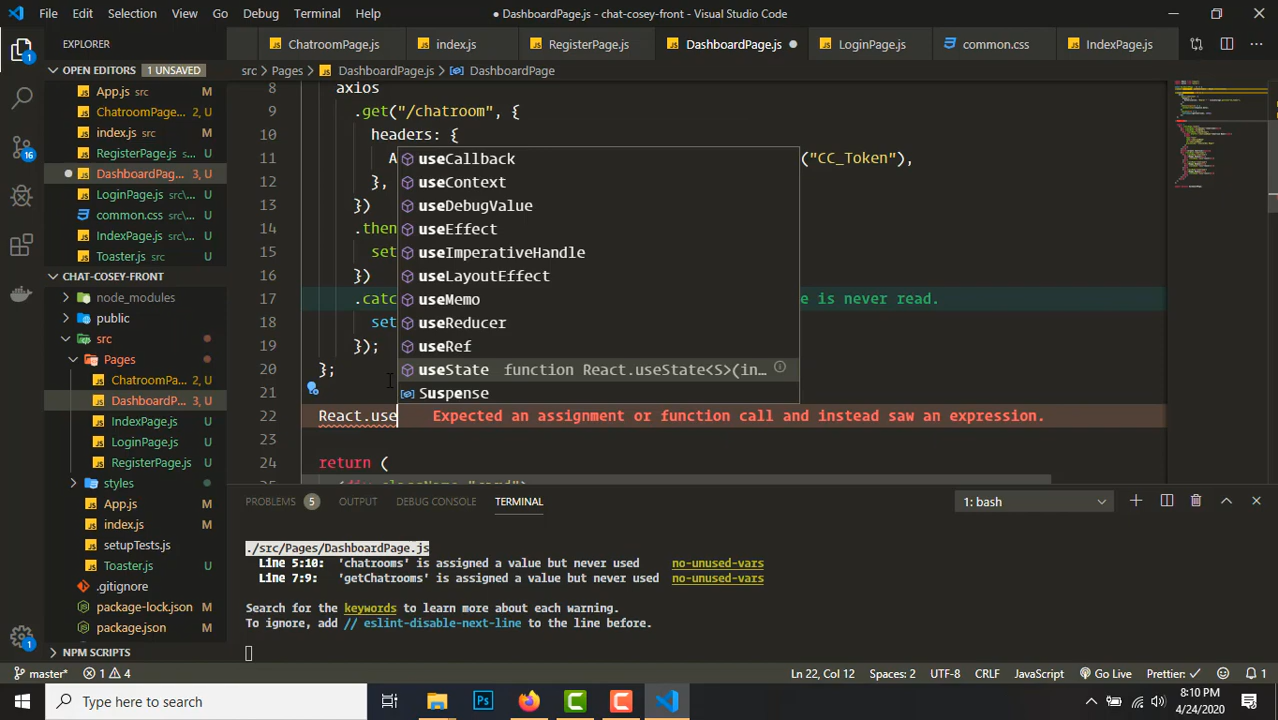 File Edit Selection View Go Debug Terminal Help
● DashboardPage.js - chat-cosey-front - Visual Studio Code
EXPLORER
ChatroomPage.js index.js RegisterPage.js DashboardPage.js LoginPage.js common.css IndexPage.js
OPEN EDITORS 1 UNSAVED
App.js M
ChatroomPage... 2, U
index.js M
RegisterPage.js U
DashboardPag... 3, U
LoginPage.js src\... U
common.css src... U
IndexPage.js src\... U
Toaster.js src U
CHAT-COSEY-FRONT
node_modules
public
src
Pages
ChatroomP... 2, U
DashboardP... 3, U
IndexPage.js U
LoginPage.js U
RegisterPage.js U
styles
App.js M
index.js M
setupTests.js
Toaster.js U
.gitignore
package-lock.json M
package.json M
NPM SCRIPTS
src > Pages > DashboardPage.js > DashboardPage
8 axios
9 .get("/chatroom", {
10 headers: {
11 A ("CC_Token"),
12 },
13 })
14 .then
15 set
16 })
17 .catc e is never read.
18 set
19 });
20 };
21
22 React.use Expected an assignment or function call and instead saw an expression.
23
24 return (
useCallback
useContext
useDebugValue
useEffect
useImperativeHandle
useLayoutEffect
useMemo
useReducer
useRef
useState function React.useState<S>(in...
Suspense
PROBLEMS 5 OUTPUT DEBUG CONSOLE TERMINAL 1: bash
./src/Pages/DashboardPage.js
Line 5:10: 'chatrooms' is assigned a value but never used no-unused-vars
Line 7:9: 'getChatrooms' is assigned a value but never used no-unused-vars
Search for the keywords to learn more about each warning.
To ignore, add // eslint-disable-next-line to the line before.
master* 1 4 Ln 22, Col 12 Spaces: 2 UTF-8 CRLF JavaScript Go Live Prettier: ✓ 1
16
1
1
Type here to search
Ps
8:10 PM
4/24/2020